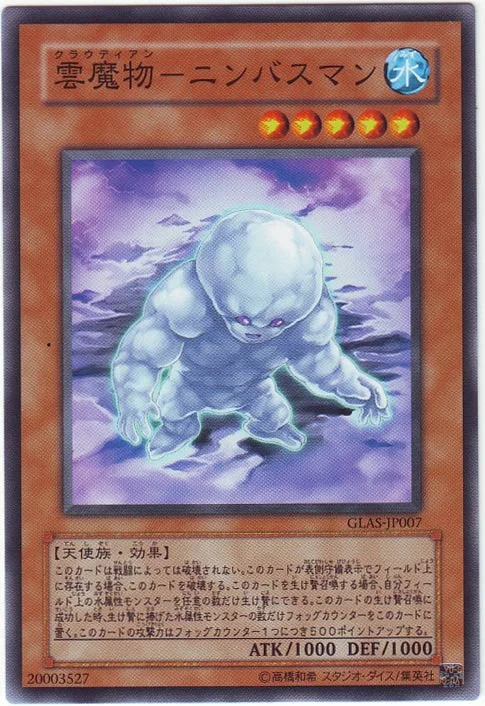 クラウディアン
雲魔物－ニンバスマン
水
GLAS-JP007
【天使族・効果】
このカードは戦闘によっては破壊されない。このカードが表側守備表示でフィールド上
に存在する場合、このカードを破壊する。このカードを生け贄召喚する場合、自分フィー
ルド上の水属性モンスターを任意の数だけ生け贄にできる。このカードの生け贄召喚に
成功した時、生け贄に捧げた水属性モンスターの数だけフォッグカウンターをこのカードに
置く。このカードの攻撃力はフォッグカウンター1つにつき500ポイントアップする。
ATK/1000 DEF/1000
20003527
©高橋和希 スタジオ・ダイス/集英社